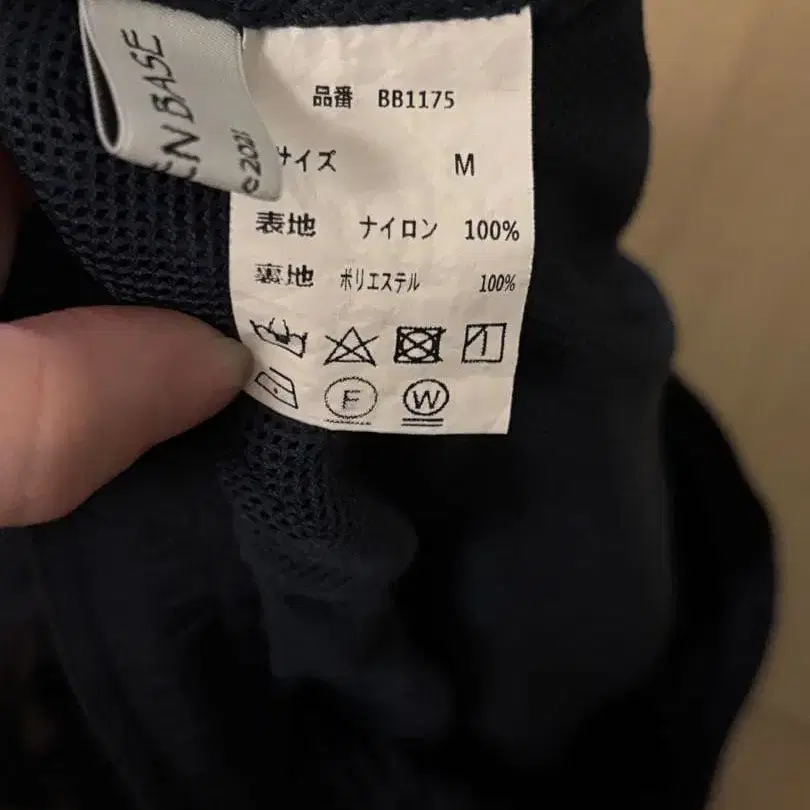 BASE
©2021
品番 BB1175
サイズ M
表地 ナイロン 100%
裏地 ポリエステル 100%
F W